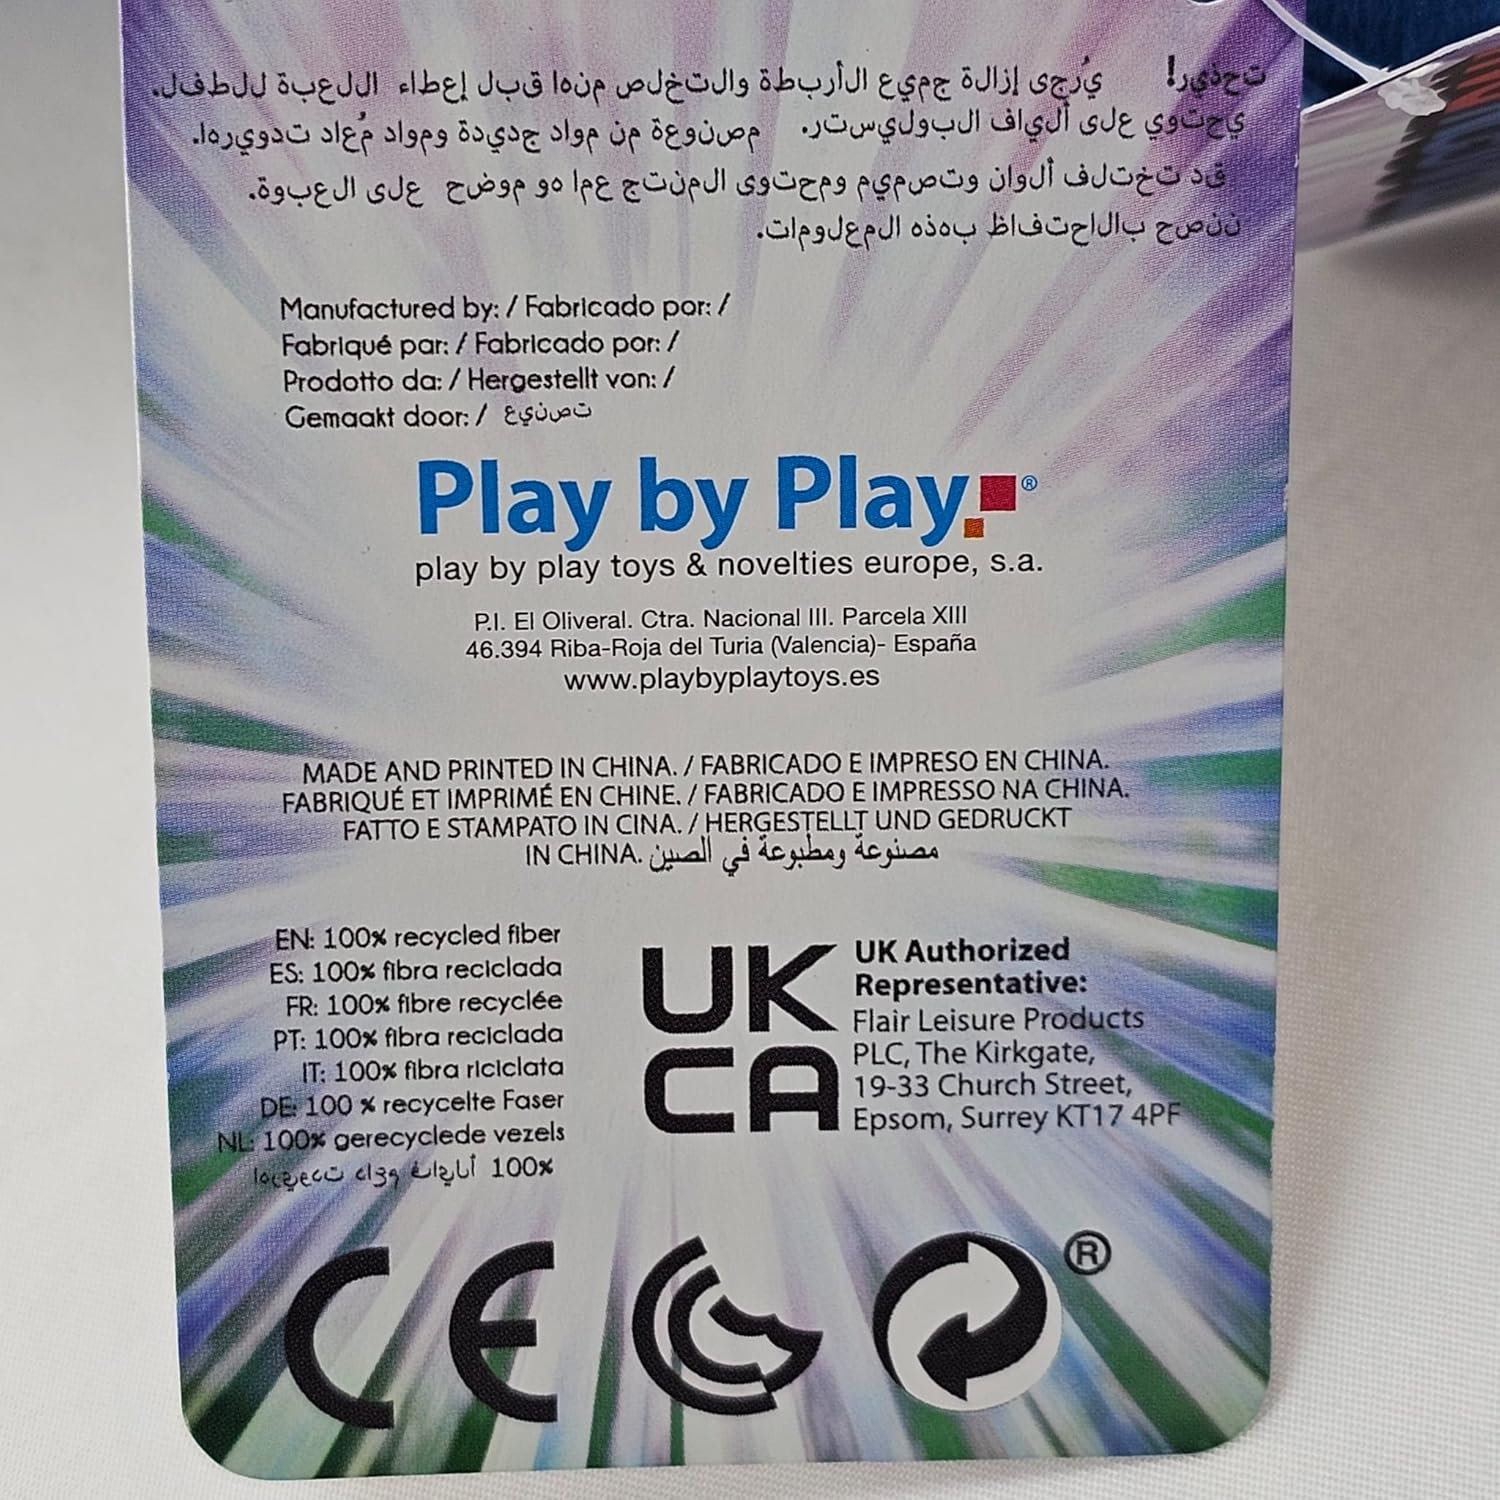 تحذير! يُرجى إزالة جميع الأربطة والتخلص منها قبل إعطاء اللعبة للطفل.
يحتوي على ألياف البوليستر. مصنوعة من مواد جديدة ومواد مُعاد تدويرها.
قد تختلف ألوان وتصميم ومحتوى المنتج عما هو موضح على العبوة.
ننصح بالاحتفاظ بهذه المعلومات.
Manufactured by: / Fabricado por: /
Fabriqué par: / Fabricado por: /
Prodotto da: / Hergestellt von: /
Gemaakt door: / تصنيع
Play by Play®
play by play toys & novelties europe, s.a.
P.I. El Oliveral. Ctra. Nacional III. Parcela XIII
46.394 Riba-Roja del Turia (Valencia)- España
www.playbyplaytoys.es
MADE AND PRINTED IN CHINA. / FABRICADO E IMPRESO EN CHINA.
FABRIQUÉ ET IMPRIMÉ EN CHINE. / FABRICADO E IMPRESSO NA CHINA.
FATTO E STAMPATO IN CINA. / HERGESTELLT UND GEDRUCKT
IN CHINA. مصنوعة ومطبوعة في الصين
EN: 100% recycled fiber
ES: 100% fibra reciclada
FR: 100% fibre recyclée
PT: 100% fibra reciclada
IT: 100% fibra riciclata
DE: 100 % recycelte Faser
NL: 100% gerecyclede vezels
100%
UK
CA
UK Authorized
Representative:
Flair Leisure Products
PLC, The Kirkgate,
19-33 Church Street,
Epsom, Surrey KT17 4PF
CE
®